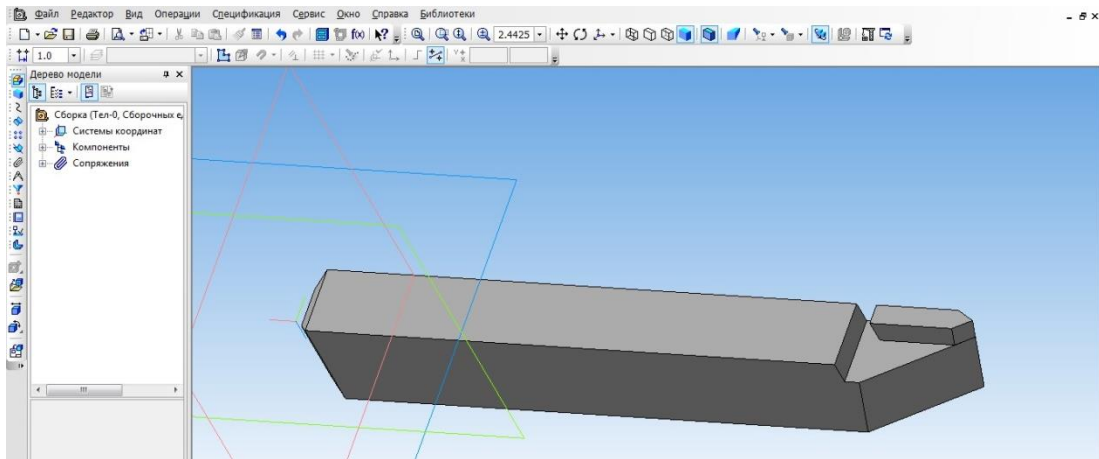 Файл Редактор Вид Операции Спецификация Сервис Окно Справка Библиотеки
f(x) 2.4425
1.0
Дерево модели
Сборка (Тел-0, Сборочных е
Системы координат
Компоненты
Сопряжения